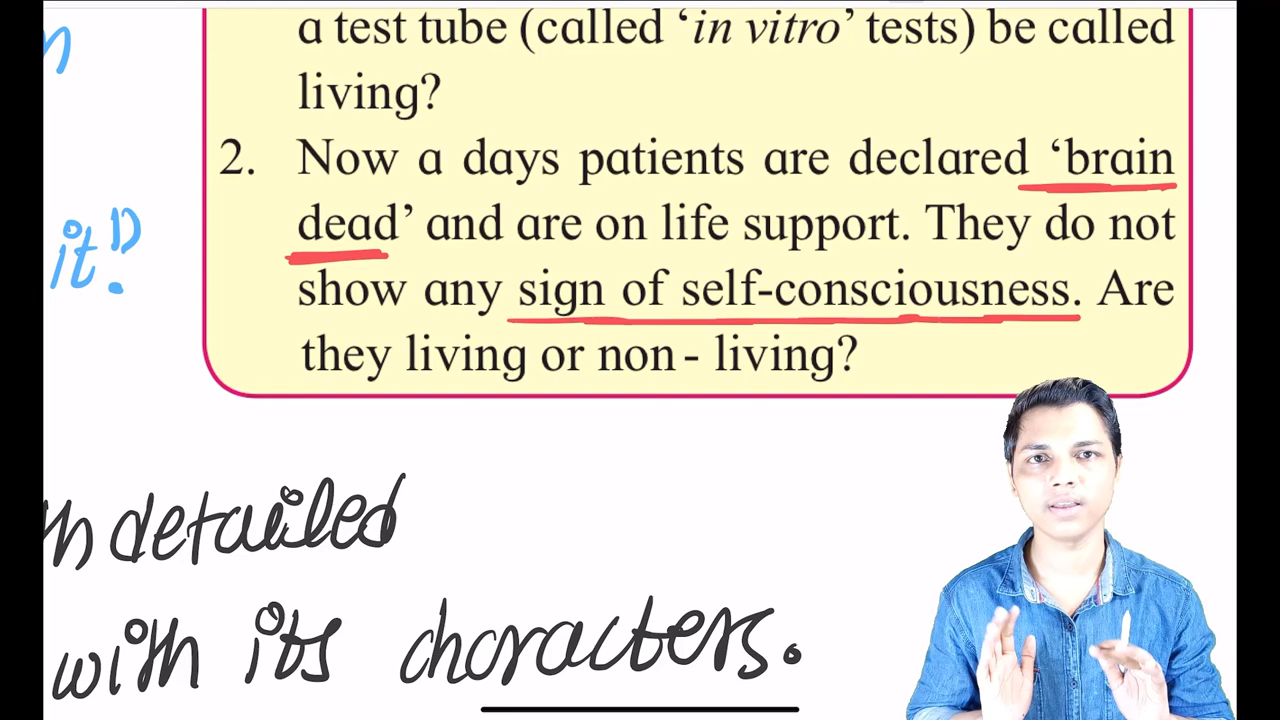 a test tube (called ‘in vitro’ tests) be called
living?
2. Now a days patients are declared ‘brain
dead’ and are on life support. They do not
show any sign of self-consciousness. Are
they living or non - living?
it!)
detailed
with its characters.